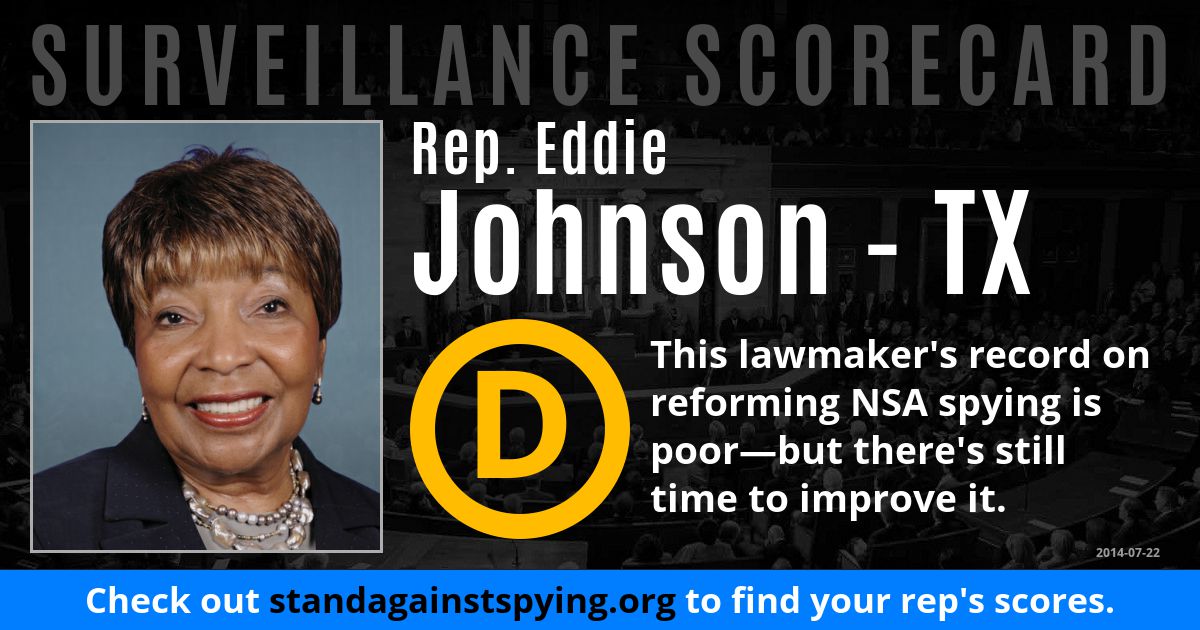 SURVEILLANCE SCORECARD
Rep. Eddie
Johnson - TX
D
This lawmaker's record on
reforming NSA spying is
poor—but there's still
time to improve it.
2014-07-22
Check out standagainstspying.org to find your rep's scores.